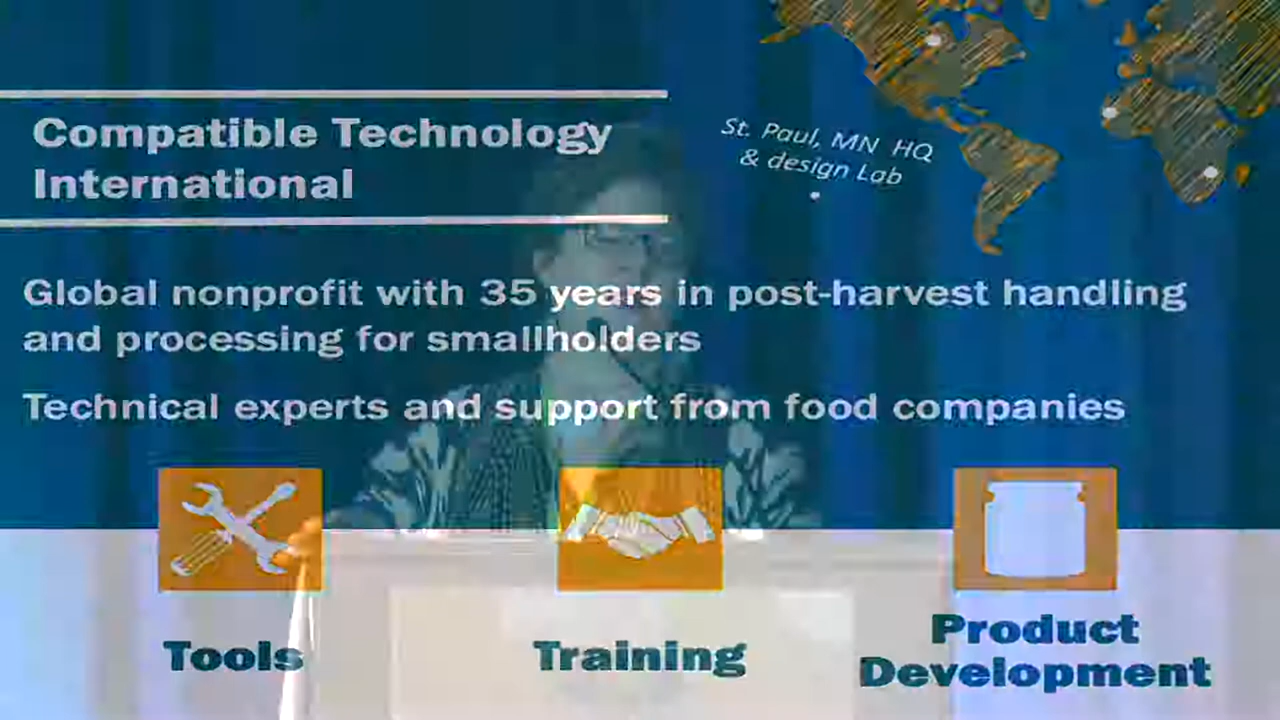 Compatible Technology
International
St. Paul, MN HQ
& design Lab
Global nonprofit with 35 years in post-harvest handling
and processing for smallholders
Technical experts and support from food companies
Tools
Training
Product
Development